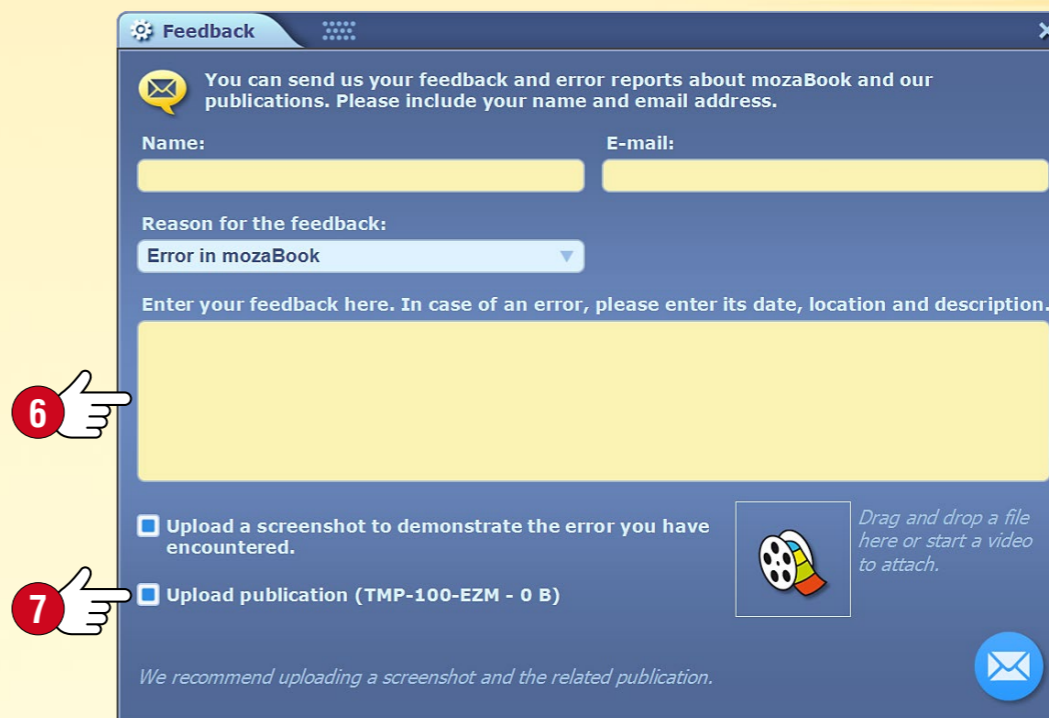 Feedback
You can send us your feedback and error reports about mozaBook and our
publications. Please include your name and email address.
Name:
E-mail:
Reason for the feedback:
Error in mozaBook
Enter your feedback here. In case of an error, please enter its date, location and description.
6
Upload a screenshot to demonstrate the error you have
encountered.
Drag and drop a file
here or start a video
to attach.
7
Upload publication (TMP-100-EZM - 0 B)
We recommend uploading a screenshot and the related publication.